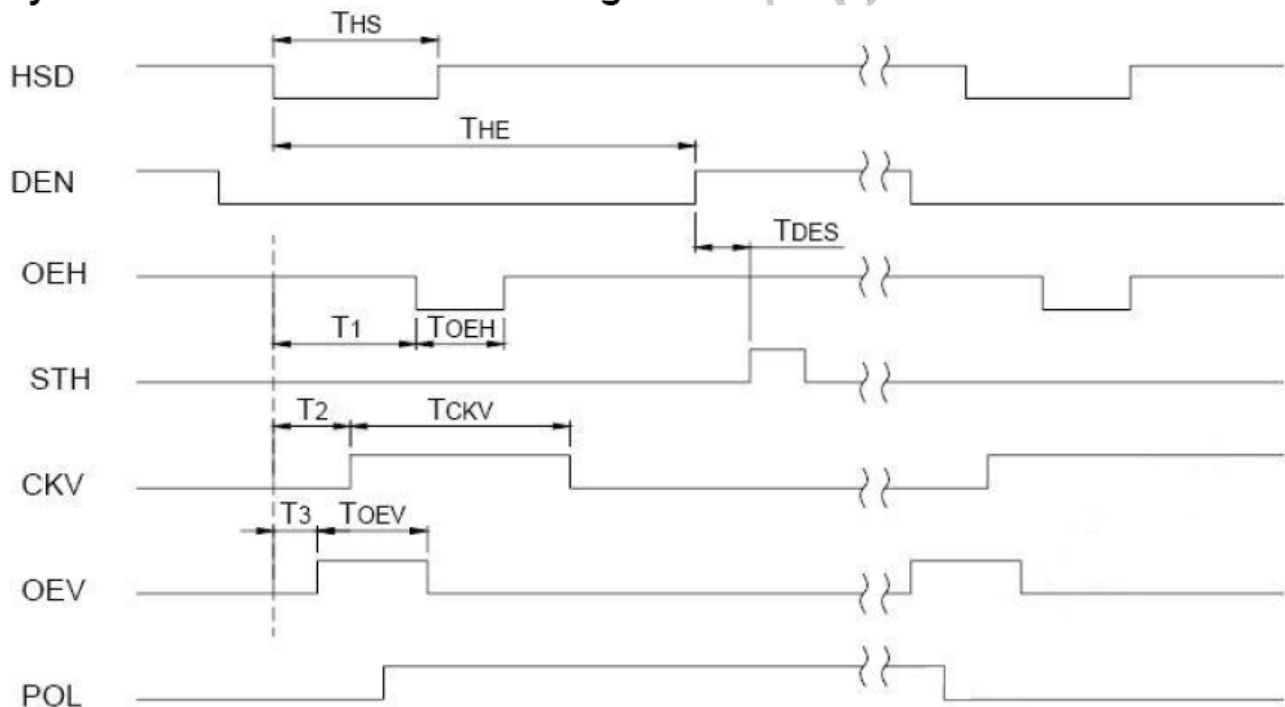 THS
HSD
THE
DEN
TDES
OEH
T1 TOEH
STH
T2 TCKV
CKV
T3 TOEV
OEV
POL